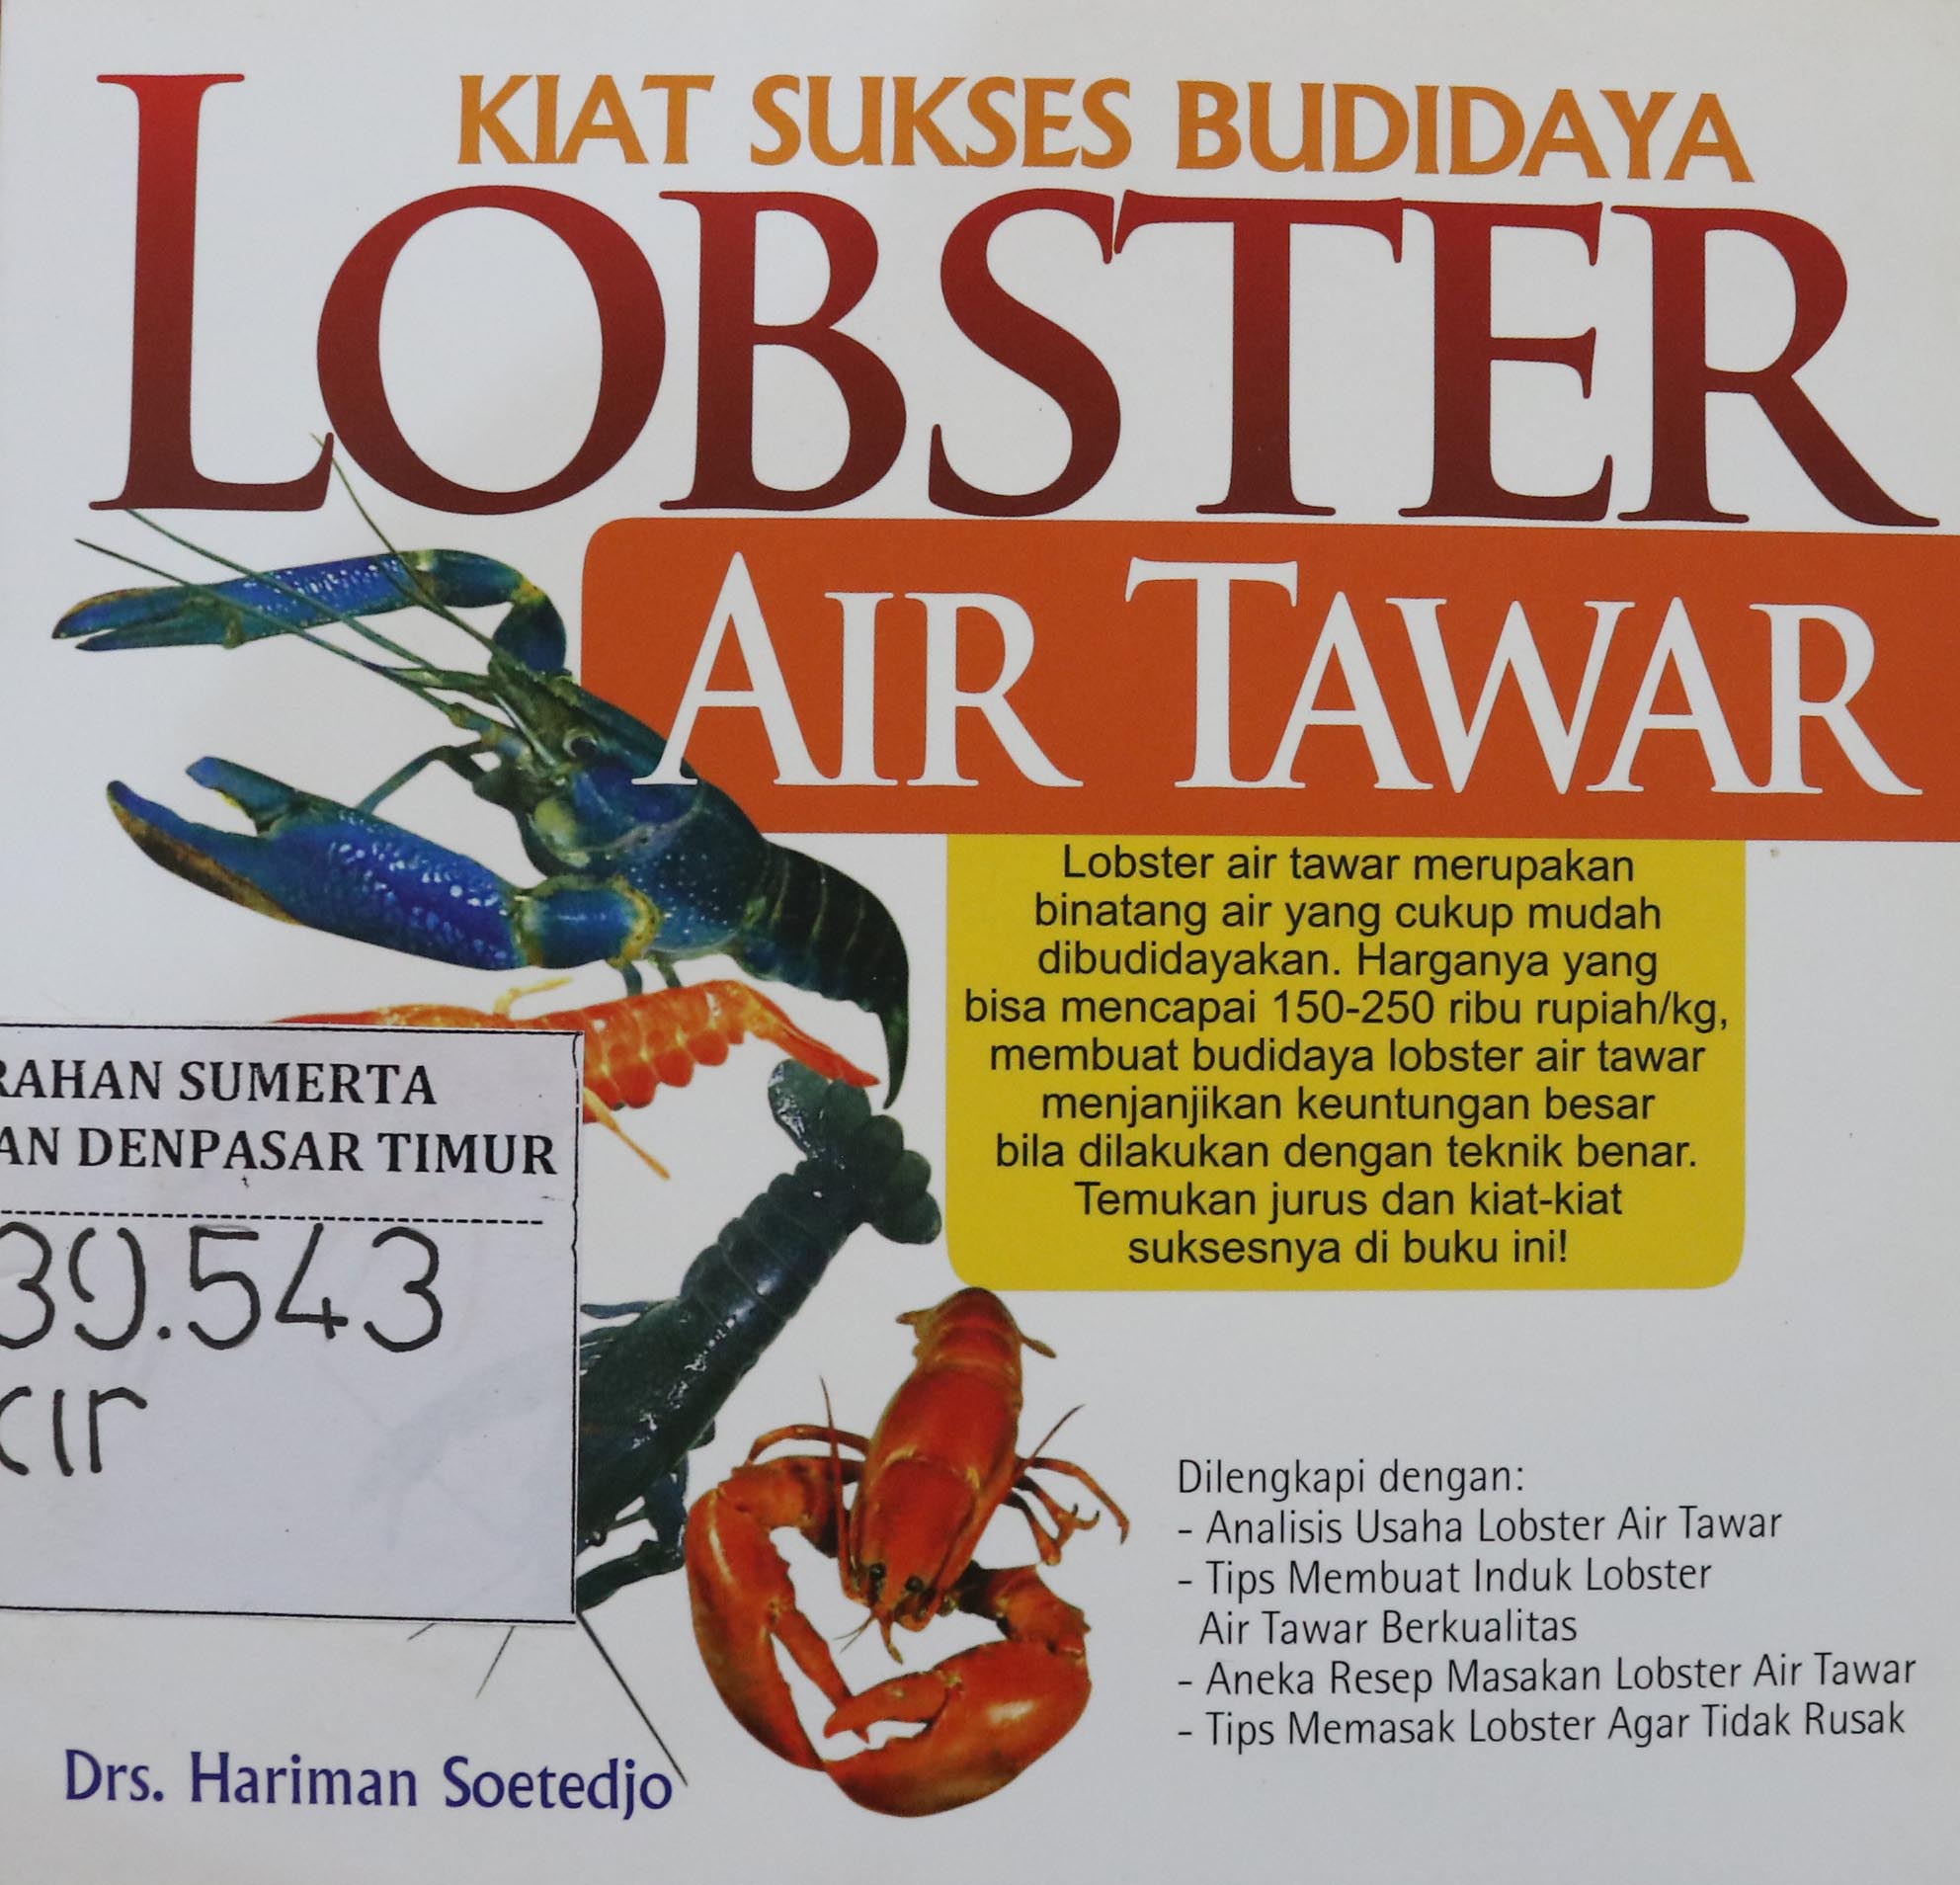 KIAT SUKSES BUDIDAYA
LOBSTER
AIR TAWAR
Lobster air tawar merupakan
binatang air yang cukup mudah
dibudidayakan. Harganya yang
bisa mencapai 150-250 ribu rupiah/kg,
membuat budidaya lobster air tawar
menjanjikan keuntungan besar
bila dilakukan dengan teknik benar.
Temukan jurus dan kiat-kiat
suksesnya di buku ini!
RAHAN SUMERTA
AN DENPASAR TIMUR
39.543
Dilengkapi dengan:
- Analisis Usaha Lobster Air Tawar
- Tips Membuat Induk Lobster
Air Tawar Berkualitas
- Aneka Resep Masakan Lobster Air Tawar
- Tips Memasak Lobster Agar Tidak Rusak
Drs. Hariman Soetedjo